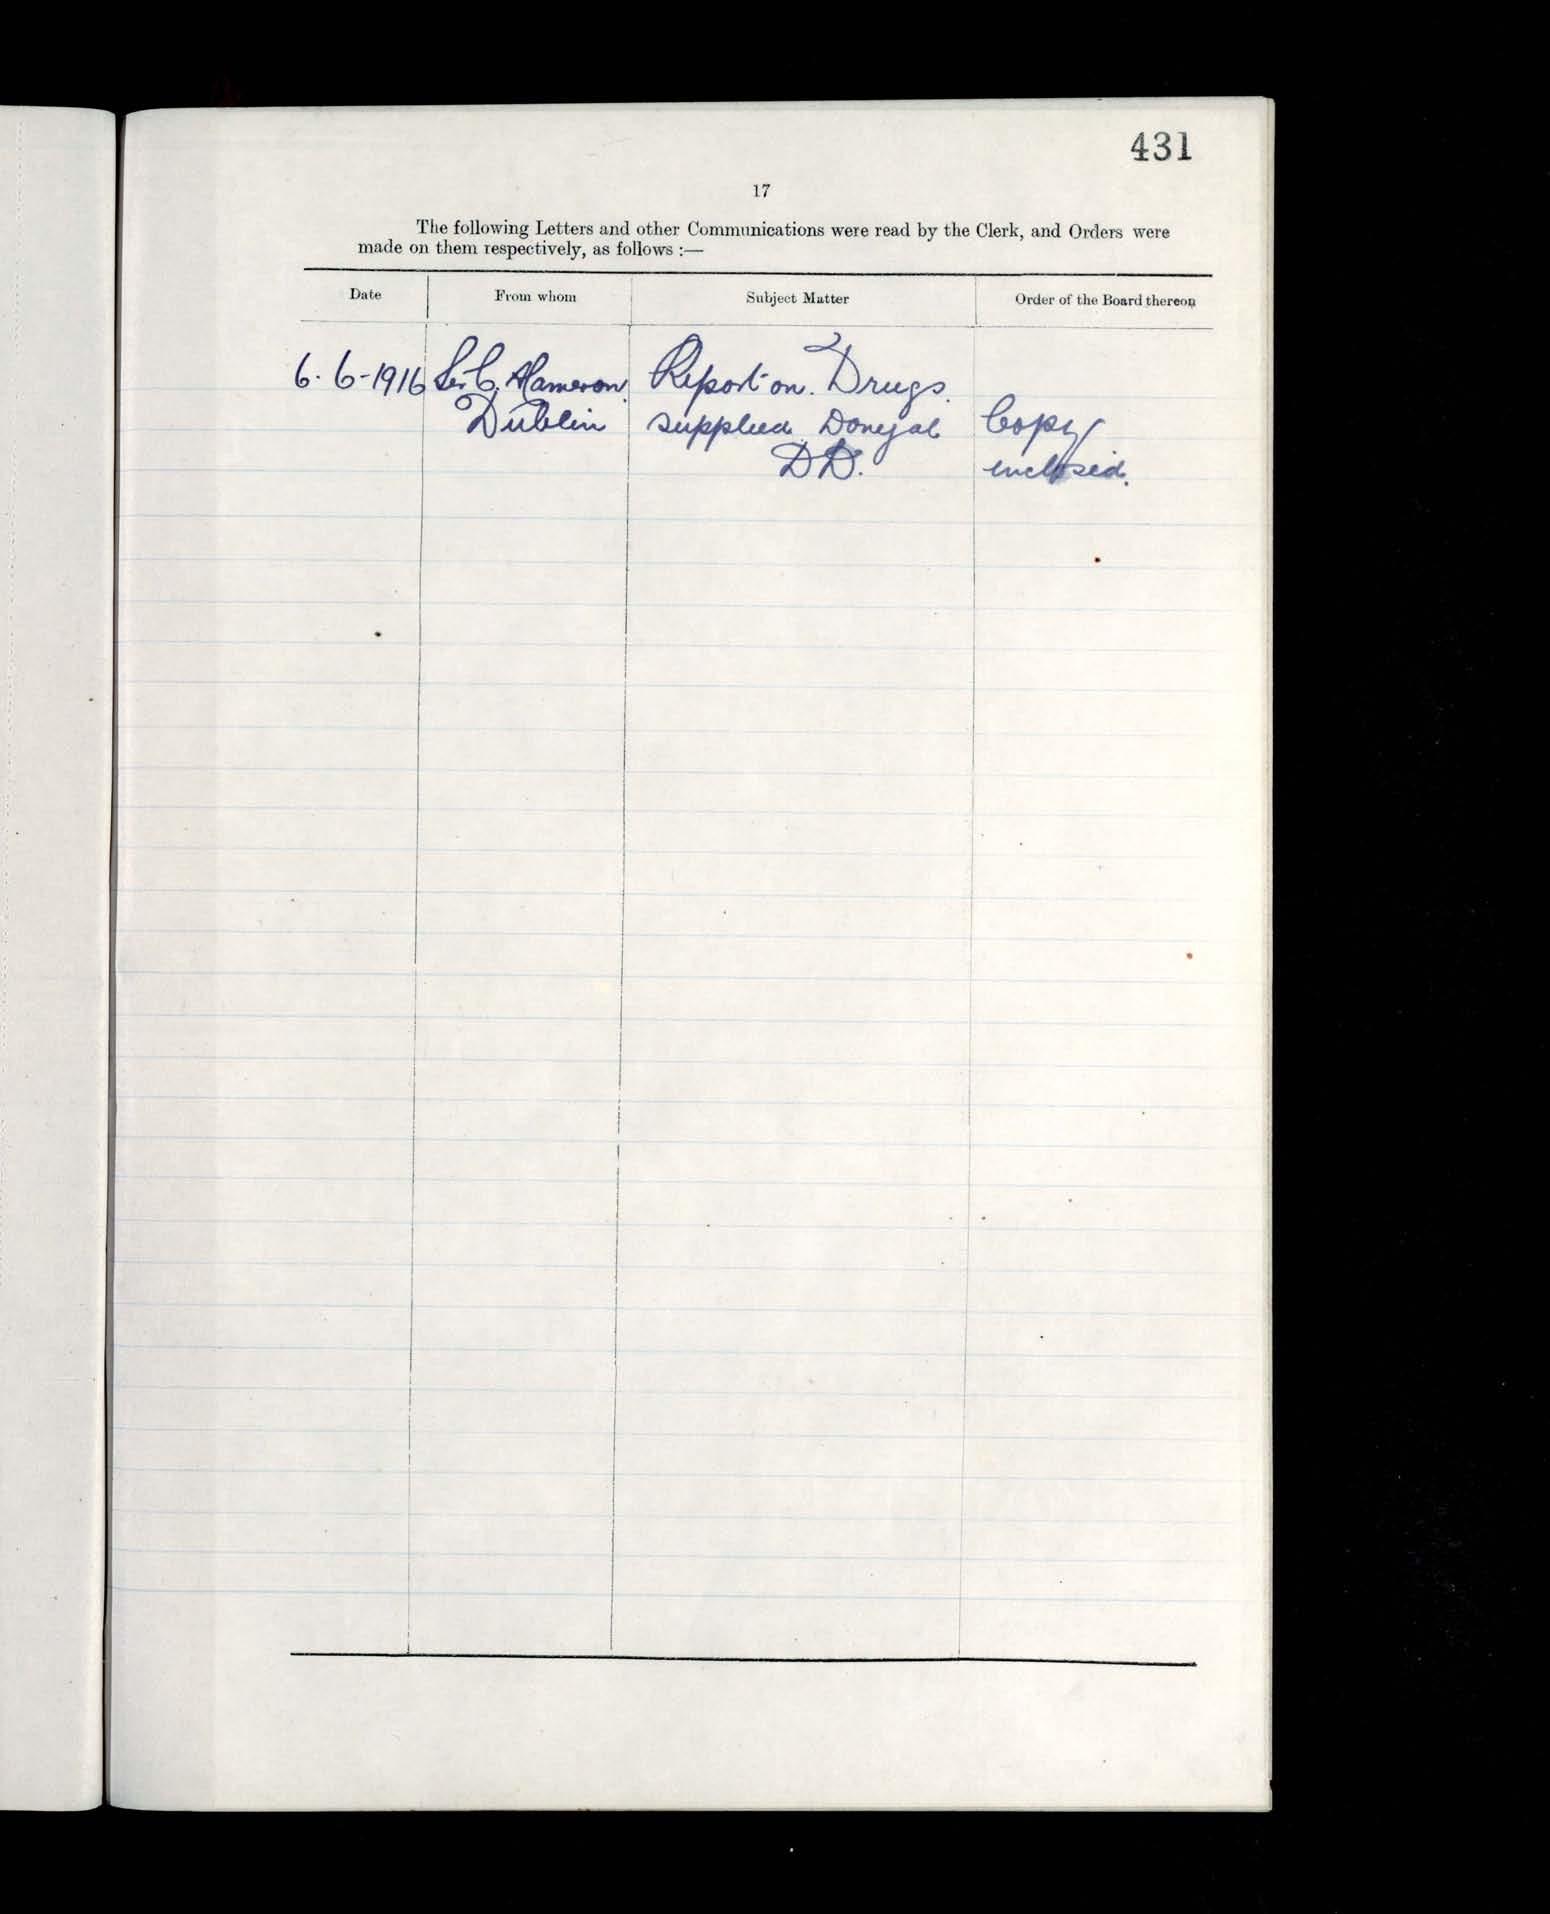 431
17
The following Letters and other Communications were read by the Clerk, and Orders were
made on them respectively, as follows :—
Date From whom Subject Matter Order of the Board thereon
6. 6-1916 Sir C. Cameron. Report on. Drugs.
Dublin supplied Donegal Copy
D D. inclosed.